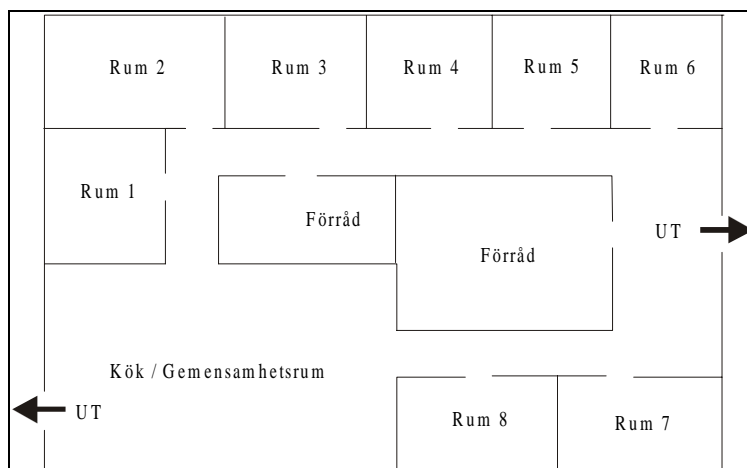 Rum 2
Rum 3
Rum 4
Rum 5
Rum 6
Rum 1
Förråd
UT
Förråd
Kök / Gemensamhetsrum
UT
Rum 8
Rum 7